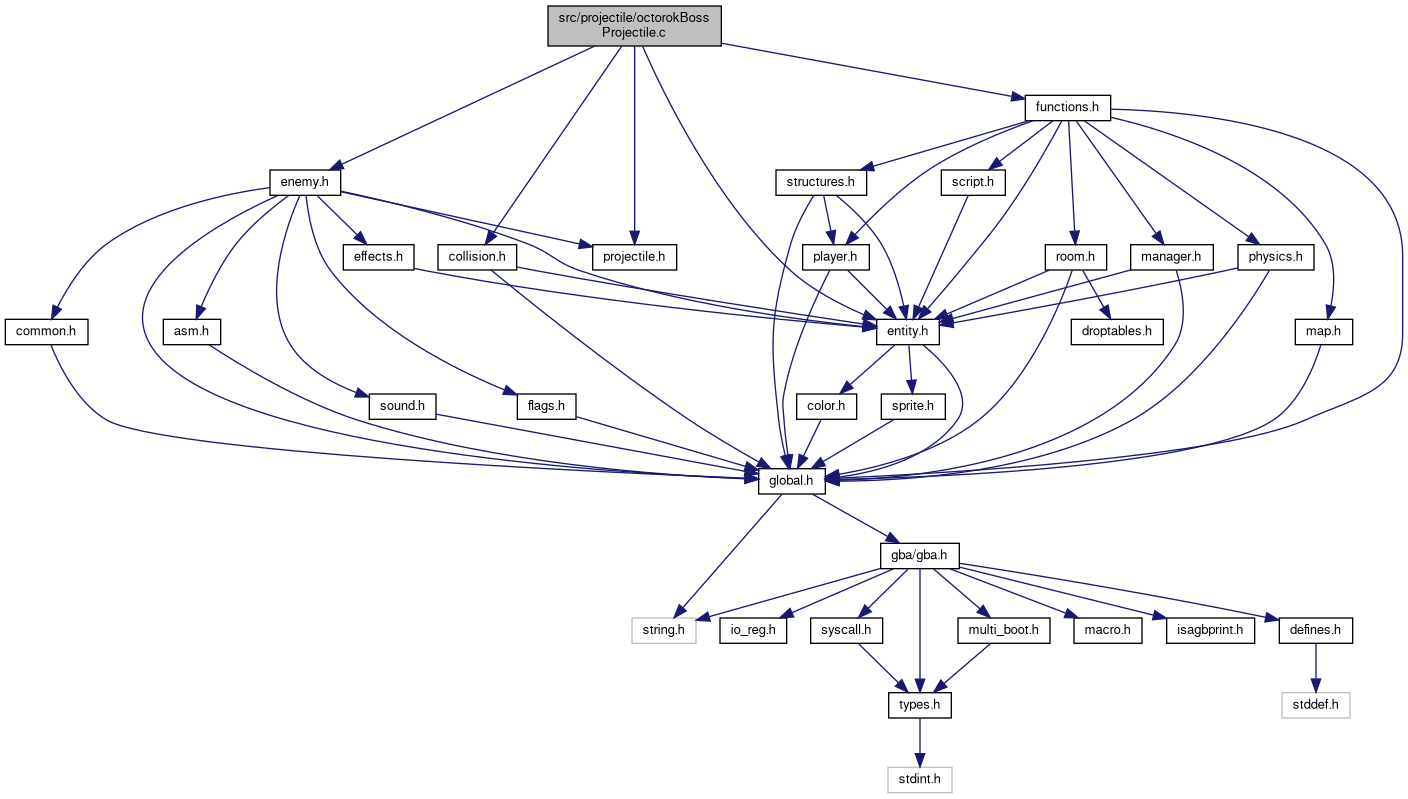 src/projectile/octorokBoss
Projectile.c
functions.h
enemy.h
structures.h
script.h
effects.h
collision.h
projectile.h
player.h
room.h
manager.h
physics.h
common.h
asm.h
entity.h
droptables.h
map.h
sound.h
flags.h
color.h
sprite.h
global.h
gba/gba.h
string.h
io_reg.h
syscall.h
multi_boot.h
macro.h
isagbprint.h
defines.h
types.h
stddef.h
stdint.h